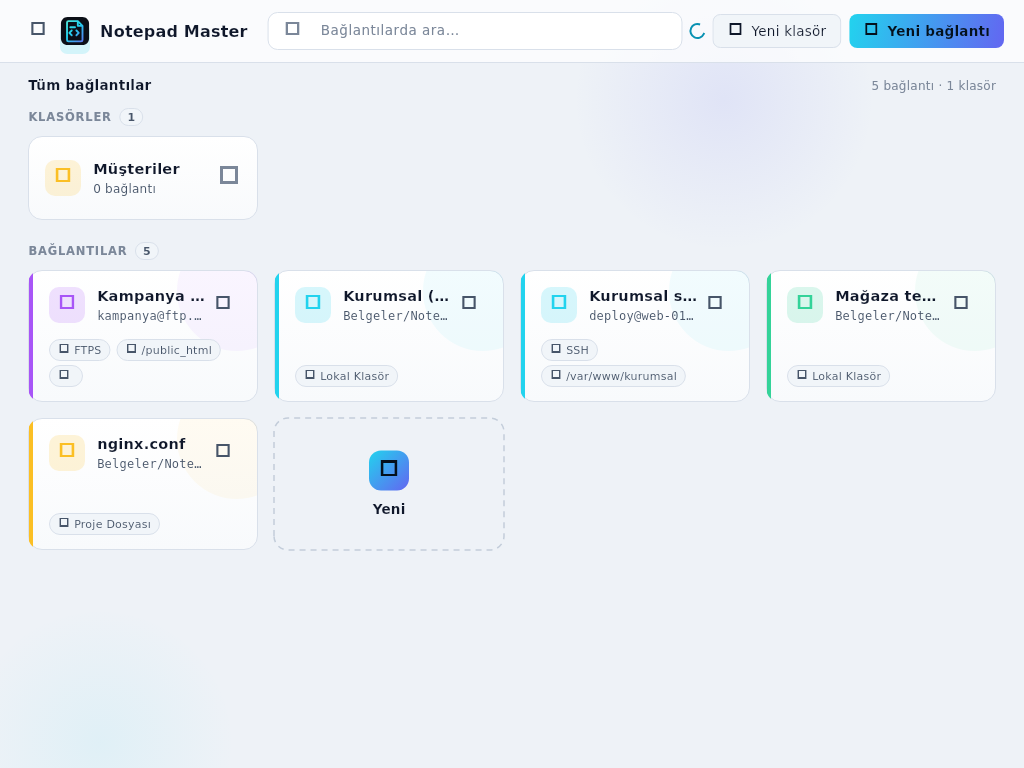 Notepad Master
Bağlantılarda ara...
Yeni klasör
Yeni bağlantı
Tüm bağlantılar
5 bağlantı · 1 klasör
KLASÖRLER 1
Müşteriler
0 bağlantı
BAĞLANTILAR 5
Kampanya ...
kampanya@ftp.…
FTPS
/public_html
Kurumsal (...
Belgeler/Note…
Lokal Klasör
Kurumsal s...
deploy@web-01…
SSH
/var/www/kurumsal
Mağaza te...
Belgeler/Note…
Lokal Klasör
nginx.conf
Belgeler/Note…
Proje Dosyası
Yeni